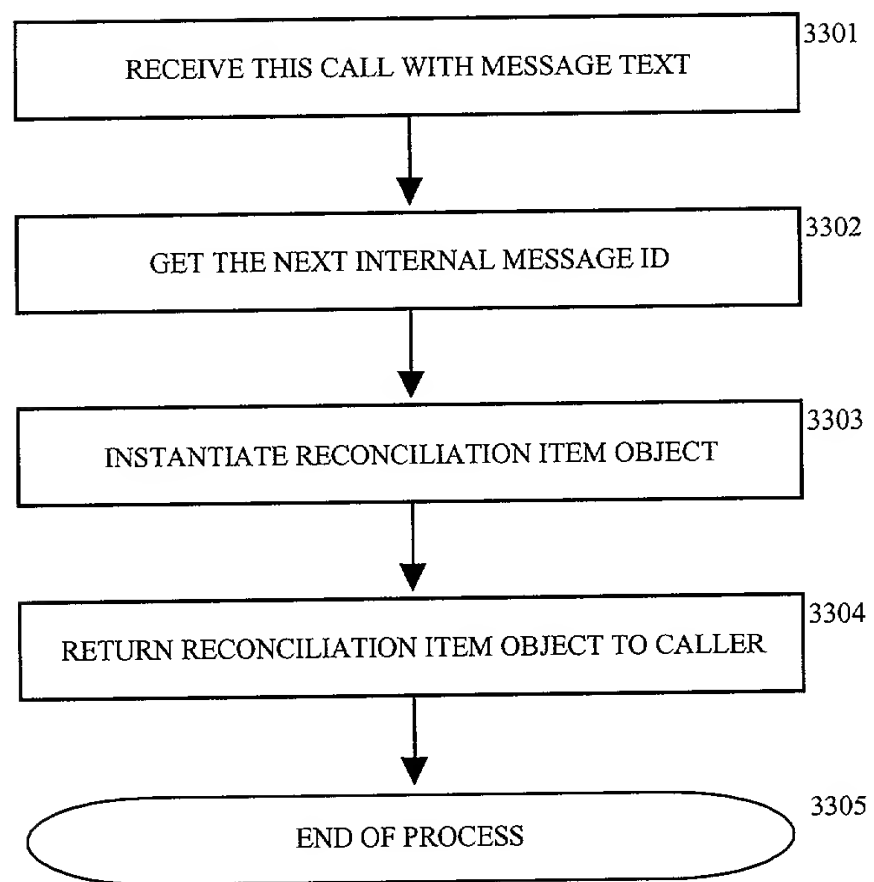 3301
RECEIVE THIS CALL WITH MESSAGE TEXT
3302
GET THE NEXT INTERNAL MESSAGE ID
3303
INSTANTIATE RECONCILIATION ITEM OBJECT
3304
RETURN RECONCILIATION ITEM OBJECT TO CALLER
3305
END OF PROCESS